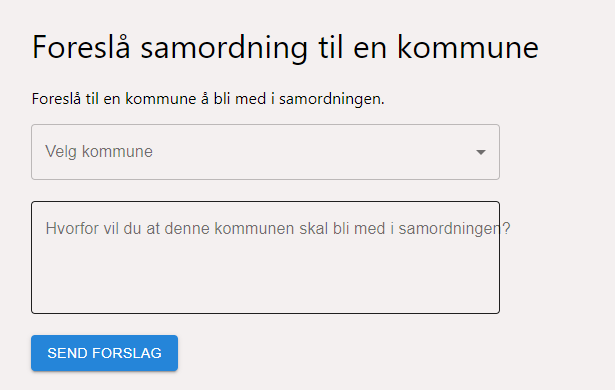 Foreslå samordning til en kommune
Foreslå til en kommune å bli med i samordningen.
Velg kommune
Hvorfor vil du at denne kommunen skal bli med i samordningen?
SEND FORSLAG